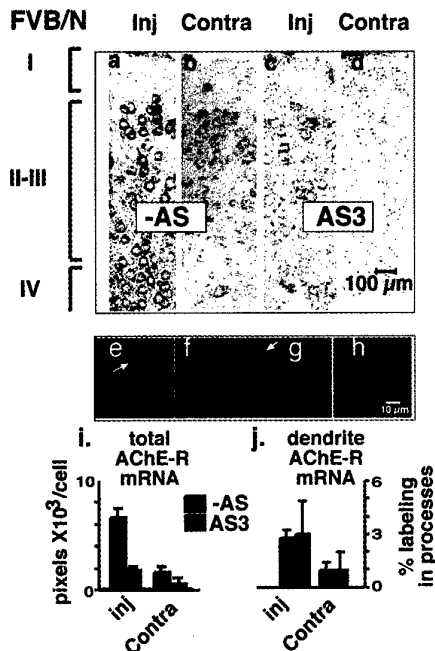 FVB/N Inj Contra Inj Contra
I
a b c d
II-III
-AS AS3
IV
100 µm
e f g h
10 µm
i. total AChE-R mRNA
j. dendrite AChE-R mRNA
pixels X10³/cell
10
0
-AS
AS3
inj Contra
6
3
0
% labeling in processes
inj Contra